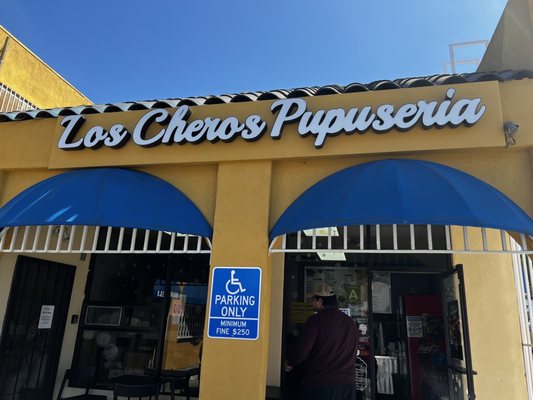 Los Cheros Pupuseria
PARKING
ONLY
MINIMUM
FINE $250